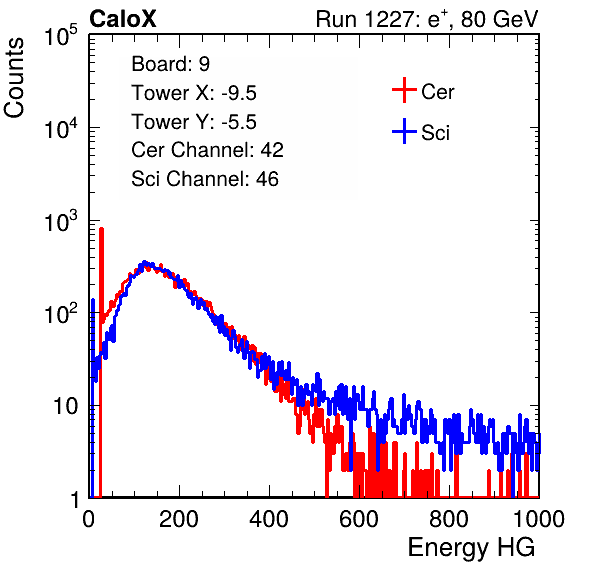 CaloX Run 1227: e⁺, 80 GeV
Counts
Board: 9
Tower X: -9.5
Tower Y: -5.5
Cer Channel: 42
Sci Channel: 46
Cer
Sci
10⁵
10⁴
10³
10²
10
1
0 200 400 600 800 1000
Energy HG